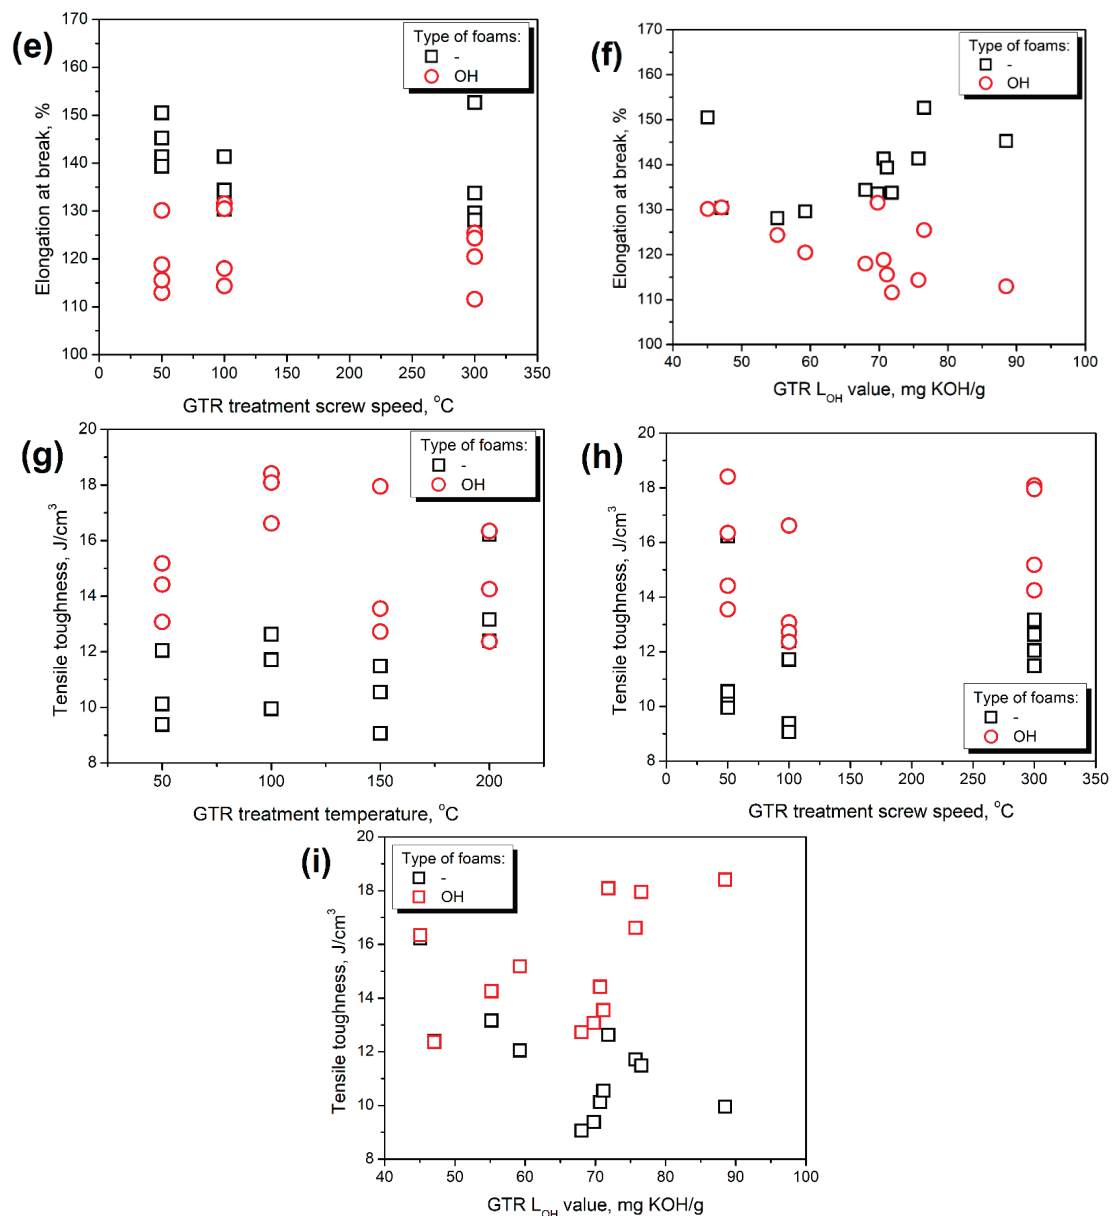 (e)
Elongation at break, %
170
160
150
140
130
120
110
100
Type of foams:
-
OH
0 50 100 150 200 250 300 350
GTR treatment screw speed, °C
(f)
Elongation at break, %
170
160
150
140
130
120
110
100
Type of foams:
-
OH
40 50 60 70 80 90 100
GTR L_OH value, mg KOH/g
(g)
Tensile toughness, J/cm³
20
18
16
14
12
10
8
Type of foams:
-
OH
50 100 150 200
GTR treatment temperature, °C
(h)
Tensile toughness, J/cm³
20
18
16
14
12
10
8
Type of foams:
-
OH
0 50 100 150 200 250 300 350
GTR treatment screw speed, °C
(i)
Tensile toughness, J/cm³
20
18
16
14
12
10
8
Type of foams:
-
OH
40 50 60 70 80 90 100
GTR L_OH value, mg KOH/g